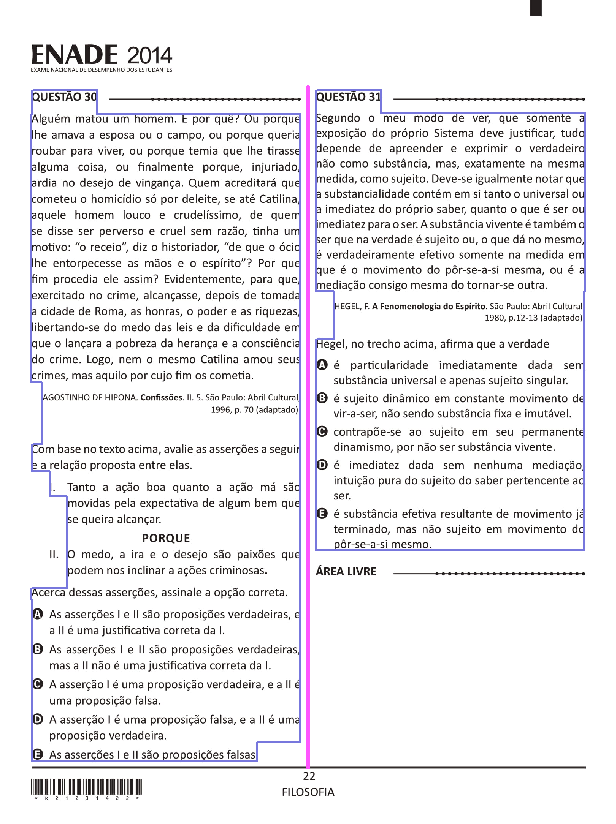 ENADE 2014
EXAME NACIONAL DE DESEMPENHO DOS ESTUDANTES
QUESTÃO 30
Alguém matou um homem. E por quê? Ou porque
lhe amava a esposa ou o campo, ou porque queria
roubar para viver, ou porque temia que lhe tirasse
alguma coisa, ou finalmente porque, injuriado,
ardia no desejo de vingança. Quem acreditará que
cometeu o homicídio só por deleite, se até Catilina,
aquele homem louco e crudelíssimo, de quem
se disse ser perverso e cruel sem razão, tinha um
motivo: “o receio”, diz o historiador, “de que o ócio
lhe entorpecesse as mãos e o espírito”? Por que
fim procedia ele assim? Evidentemente, para que,
exercitado no crime, alcançasse, depois de tomada
a cidade de Roma, as honras, o poder e as riquezas,
libertando-se do medo das leis e da dificuldade em
que o lançara a pobreza da herança e a consciência
do crime. Logo, nem o mesmo Catilina amou seus
crimes, mas aquilo por cujo fim os cometia.
AGOSTINHO DE HIPONA. Confissões. II. 5. São Paulo: Abril Cultural,
1996, p. 70 (adaptado).
Com base no texto acima, avalie as asserções a seguir
e a relação proposta entre elas.
I. Tanto a ação boa quanto a ação má são
movidas pela expectativa de algum bem que
se queira alcançar.
PORQUE
II. O medo, a ira e o desejo são paixões que
podem nos inclinar a ações criminosas.
Acerca dessas asserções, assinale a opção correta.
A As asserções I e II são proposições verdadeiras, e
a II é uma justificativa correta da I.
B As asserções I e II são proposições verdadeiras,
mas a II não é uma justificativa correta da I.
C A asserção I é uma proposição verdadeira, e a II é
uma proposição falsa.
D A asserção I é uma proposição falsa, e a II é uma
proposição verdadeira.
E As asserções I e II são proposições falsas.
QUESTÃO 31
Segundo o meu modo de ver, que somente a
exposição do próprio Sistema deve justificar, tudo
depende de apreender e exprimir o verdadeiro
não como substância, mas, exatamente na mesma
medida, como sujeito. Deve-se igualmente notar que
a substancialidade contém em si tanto o universal ou
a imediatez do próprio saber, quanto o que é ser ou
imediatez para o ser. A substância vivente é também o
ser que na verdade é sujeito ou, o que dá no mesmo,
é verdadeiramente efetivo somente na medida em
que é o movimento do pôr-se-a-si mesma, ou é a
mediação consigo mesma do tornar-se outra.
HEGEL, F. A Fenomenologia do Espírito. São Paulo: Abril Cultural,
1980, p.12-13 (adaptado).
Hegel, no trecho acima, afirma que a verdade
A é particularidade imediatamente dada sem
substância universal e apenas sujeito singular.
B é sujeito dinâmico em constante movimento de
vir-a-ser, não sendo substância fixa e imutável.
C contrapõe-se ao sujeito em seu permanente
dinamismo, por não ser substância vivente.
D é imediatez dada sem nenhuma mediação,
intuição pura do sujeito do saber pertencente ao
ser.
E é substância efetiva resultante de movimento já
terminado, mas não sujeito em movimento do
pôr-se-a-si mesmo.
ÁREA LIVRE
22
FILOSOFIA